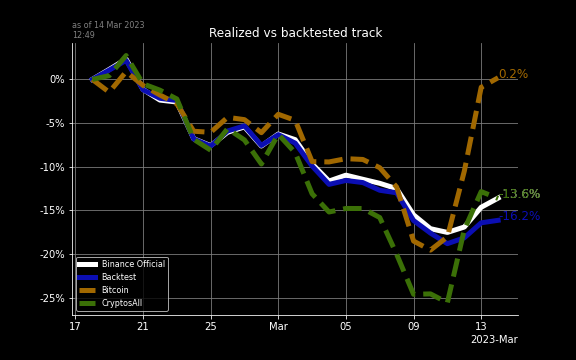 as of 14 Mar 2023
12:49
Realized vs backtested track
0%
-5%
-10%
-15%
-20%
-25%
0.2%
-13.6%
-16.2%
Binance Official
Backtest
Bitcoin
CryptosAll
17
21
25
Mar
05
09
13
2023-Mar